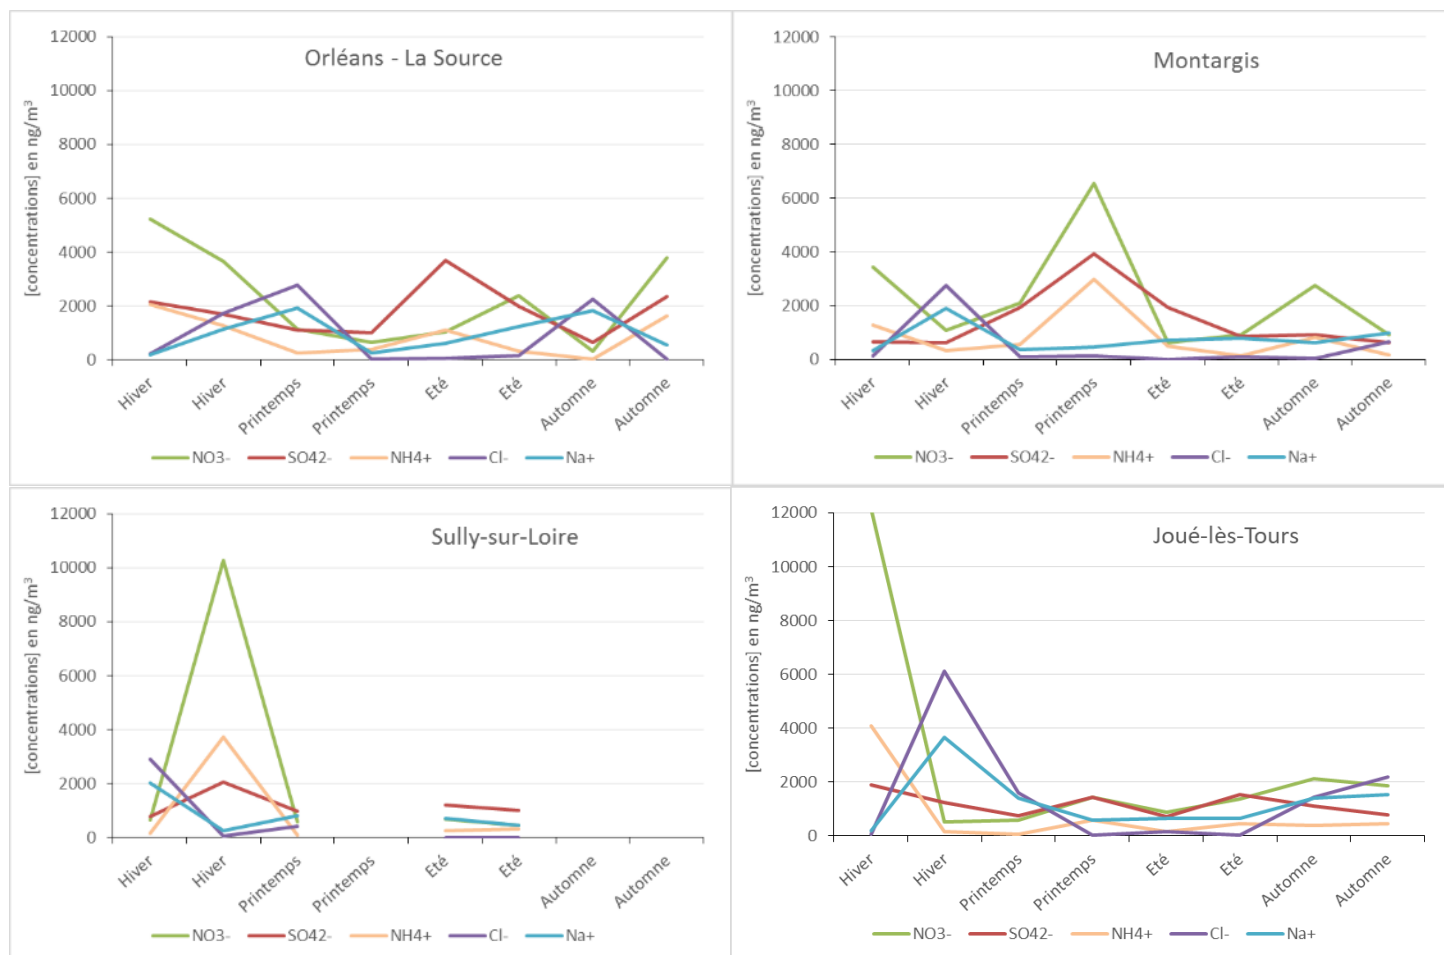 Orléans - La Source
[concentrations] en ng/m³
12000
10000
8000
6000
4000
2000
0
Hiver
Hiver
Printemps
Printemps
Eté
Eté
Automne
Automne
NO3- SO42- NH4+ Cl- Na+
Montargis
[concentrations] en ng/m³
12000
10000
8000
6000
4000
2000
0
Hiver
Hiver
Printemps
Printemps
Eté
Eté
Automne
Automne
NO3- SO42- NH4+ Cl- Na+
Sully-sur-Loire
[concentrations] en ng/m³
12000
10000
8000
6000
4000
2000
0
Hiver
Hiver
Printemps
Printemps
Eté
Eté
Automne
Automne
NO3- SO42- NH4+ Cl- Na+
Joué-lès-Tours
[concentrations] en ng/m³
12000
10000
8000
6000
4000
2000
0
Hiver
Hiver
Printemps
Printemps
Eté
Eté
Automne
Automne
NO3- SO42- NH4+ Cl- Na+